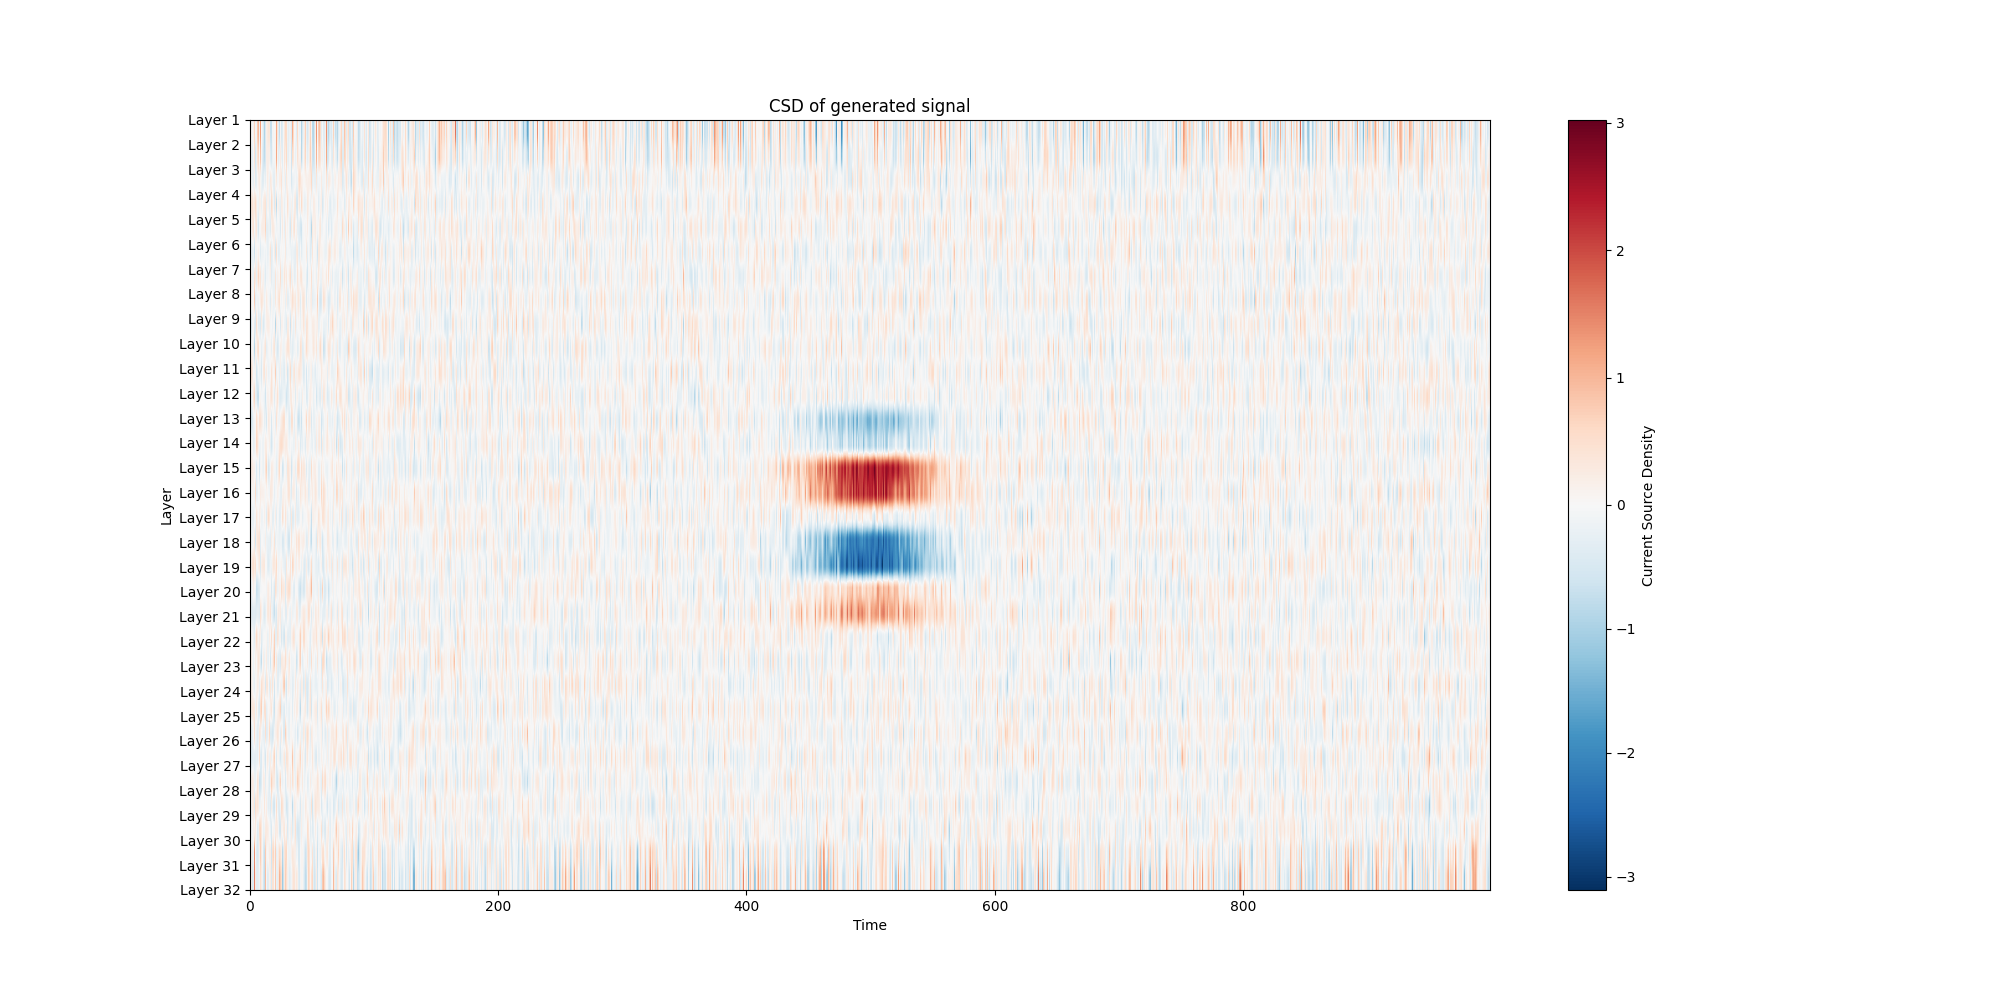 CSD of generated signal
Layer 1
Layer 2
Layer 3
Layer 4
Layer 5
Layer 6
Layer 7
Layer 8
Layer 9
Layer 10
Layer 11
Layer 12
Layer 13
Layer 14
Layer 15
Layer 16
Layer 17
Layer 18
Layer 19
Layer 20
Layer 21
Layer 22
Layer 23
Layer 24
Layer 25
Layer 26
Layer 27
Layer 28
Layer 29
Layer 30
Layer 31
Layer 32
Layer
0 200 400 600 800
Time
3
2
1
0
−1
−2
−3
Current Source Density